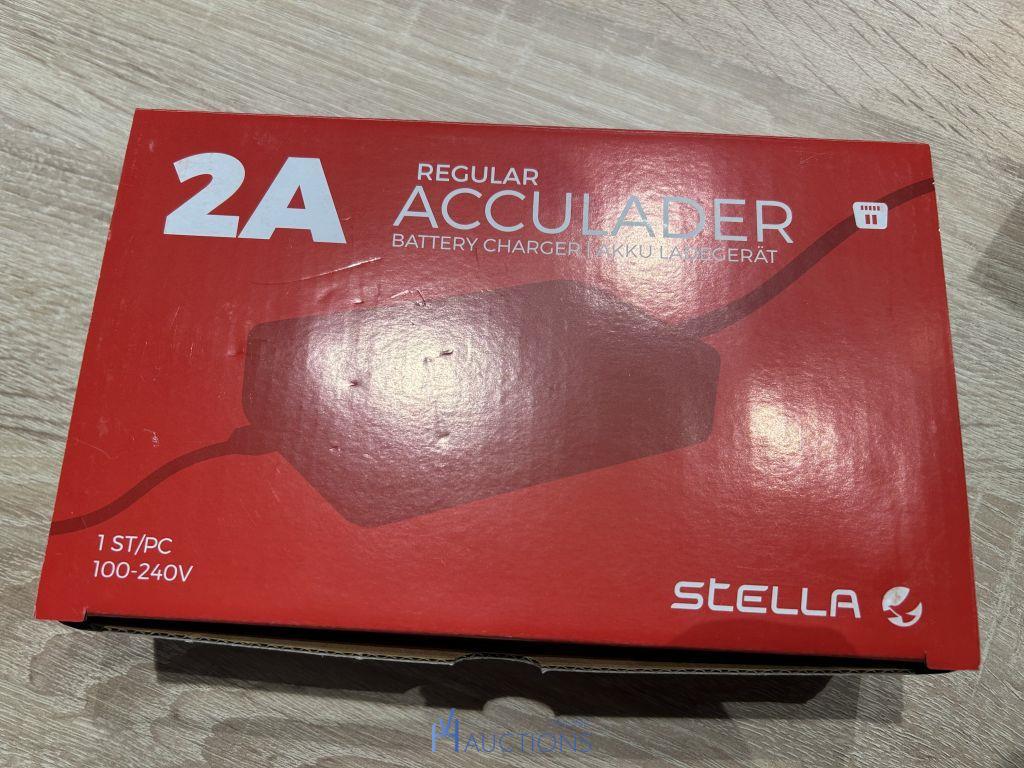 2A
REGULAR
ACCULADER
BATTERY CHARGER | AKKU LADEGERÄT
1 ST/PC
100-240V
STELLA
AUCTIONS